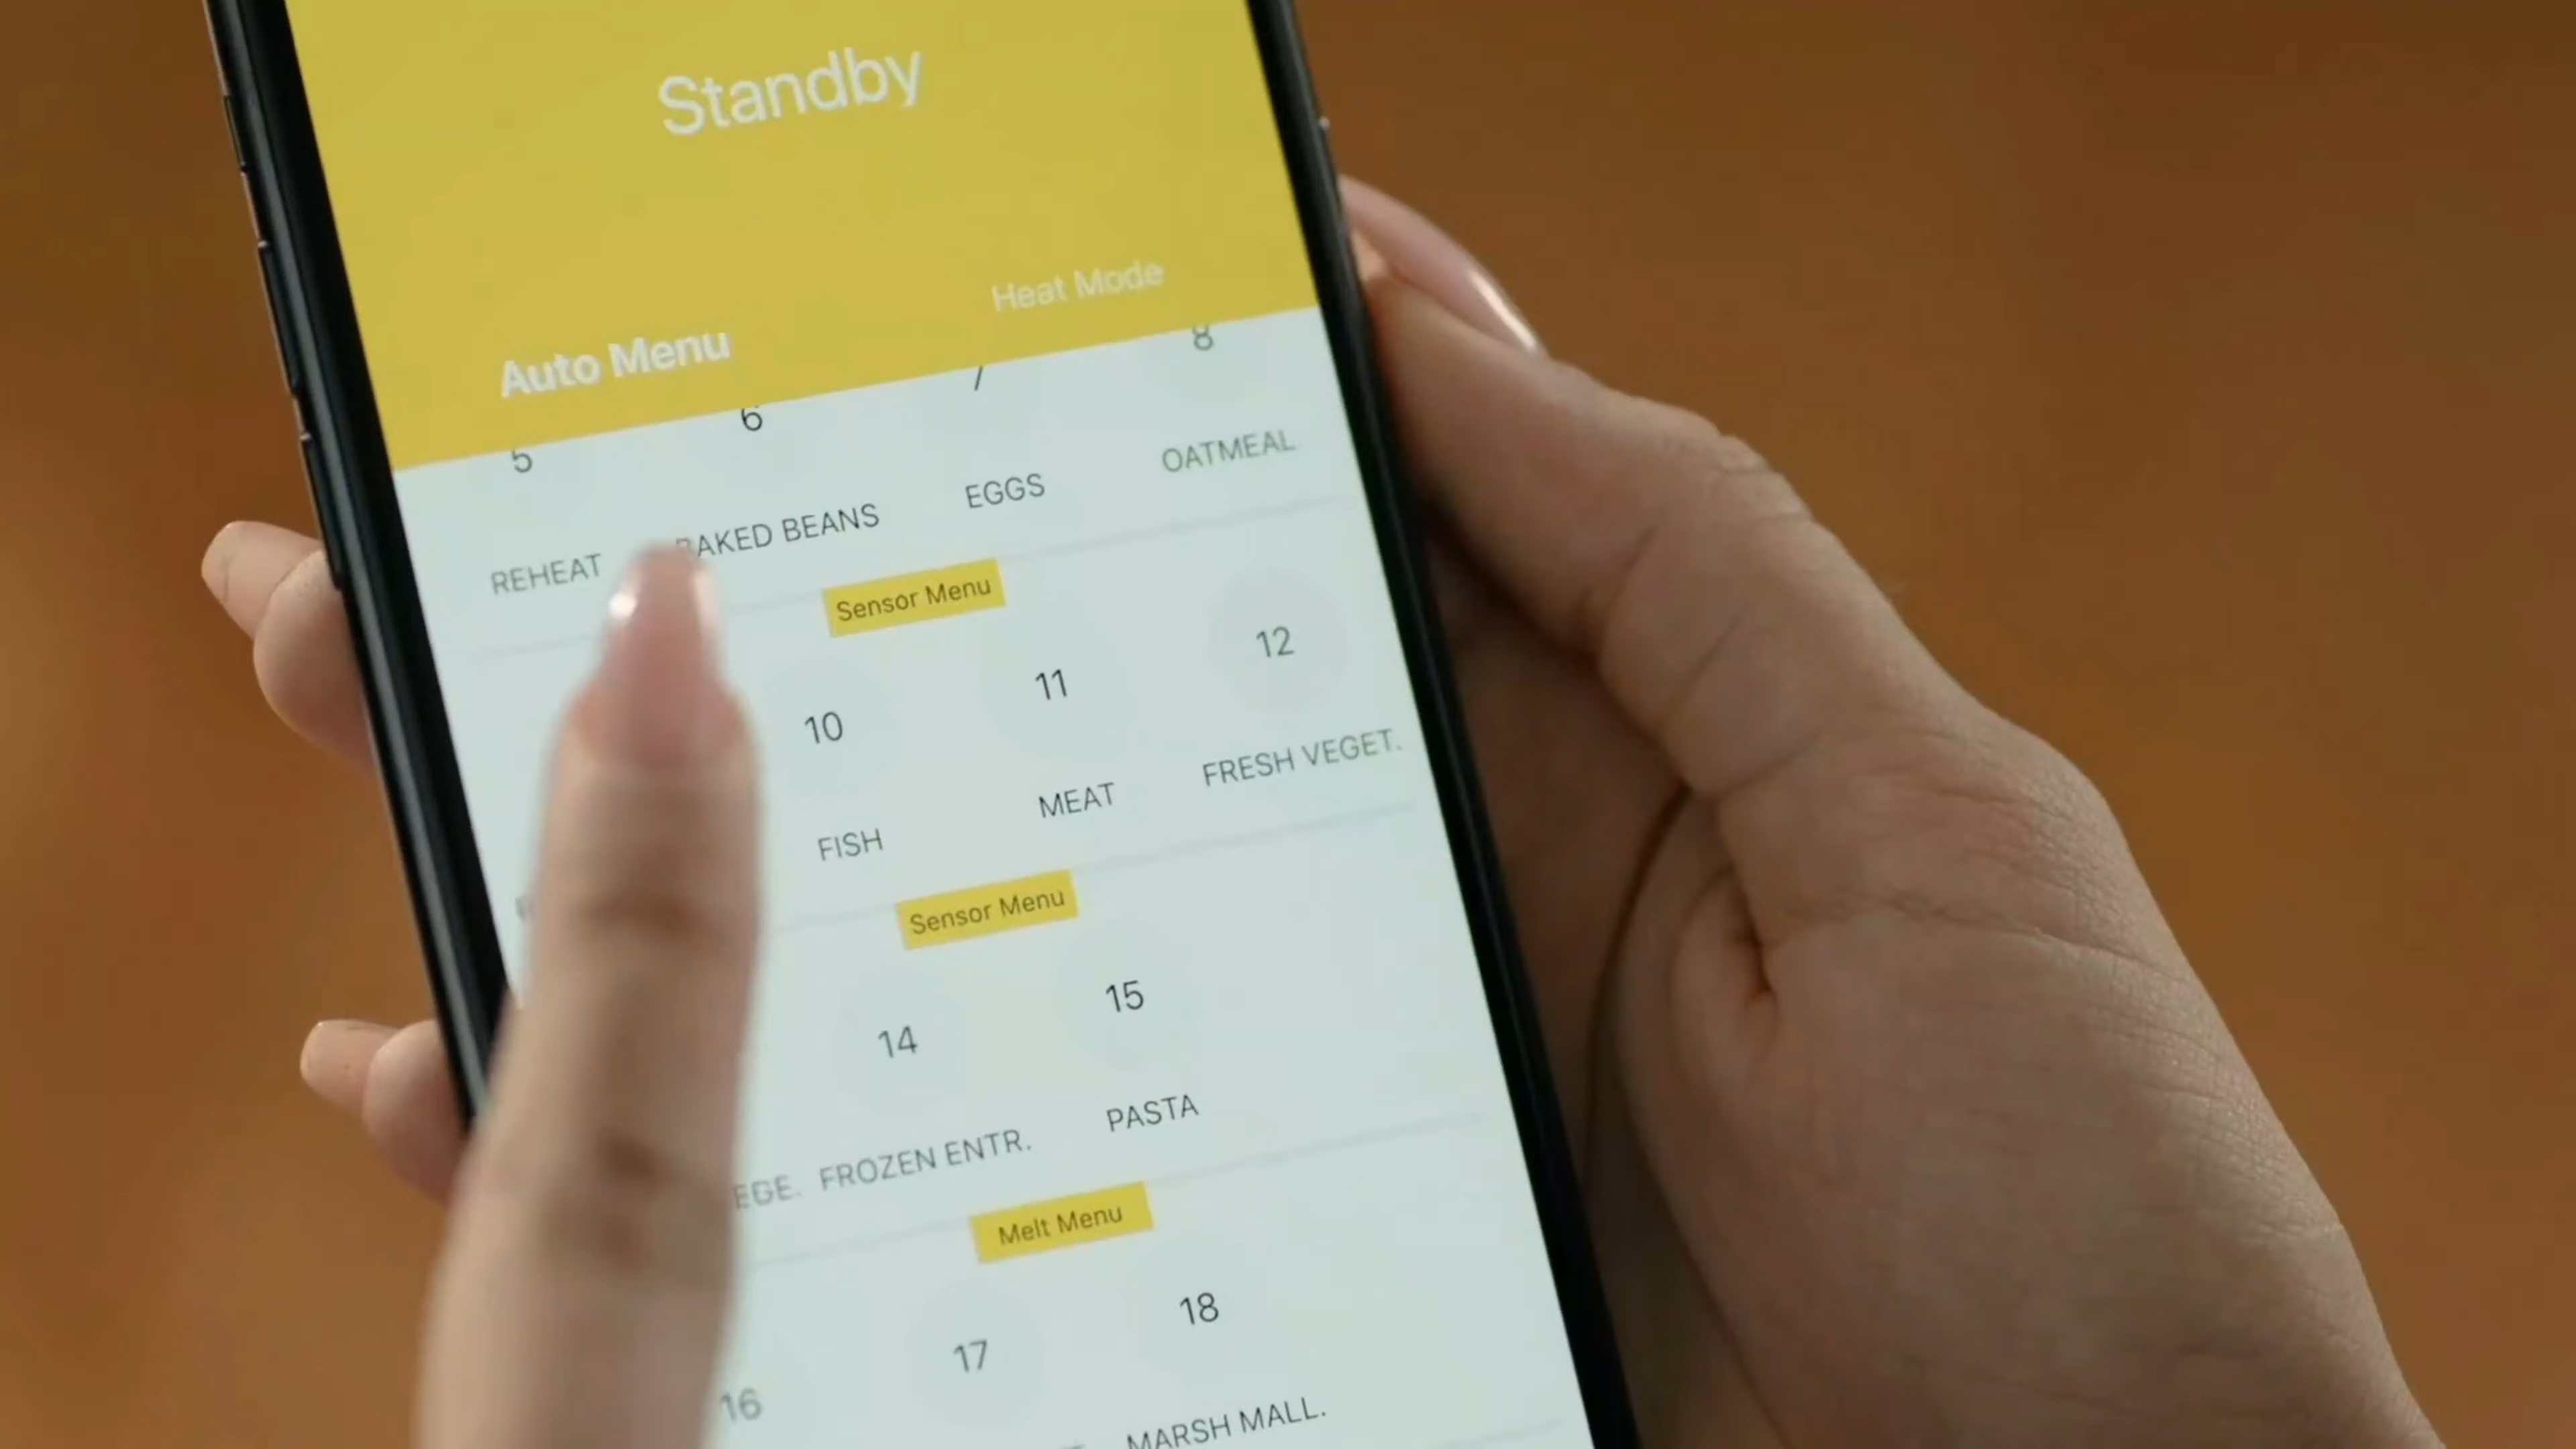 Standby
Auto Menu Heat Mode
5 6 7 8
REHEAT BAKED BEANS EGGS OATMEAL
Sensor Menu
10 11 12
FISH MEAT FRESH VEGET.
Sensor Menu
14 15
EGE. FROZEN ENTR. PASTA
Melt Menu
16 17 18
MARSH MALL.